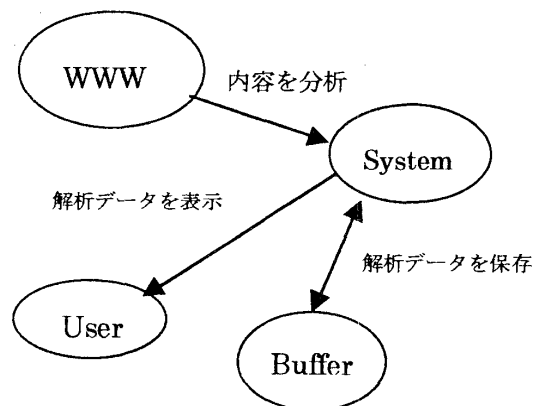 WWW
内容を分析
System
解析データを表示
解析データを保存
User
Buffer